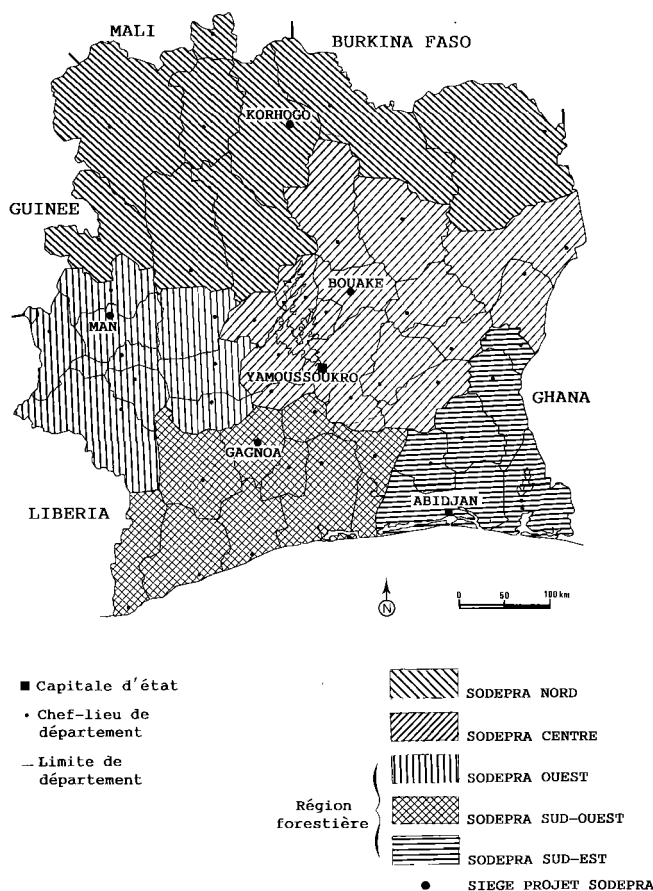 MALI
BURKINA FASO
KORHOGO
GUINEE
BOUAKE
MAN
YAMOUSSOUKRO
GHANA
GAGNOA
ABIDJAN
LIBERIA
N
0 50 100 km
Capitale d'état
Chef-lieu de
département
Limite de
département
SODEPRA NORD
SODEPRA CENTRE
SODEPRA OUEST
Région
forestière
SODEPRA SUD-OUEST
SODEPRA SUD-EST
SIEGE PROJET SODEPRA